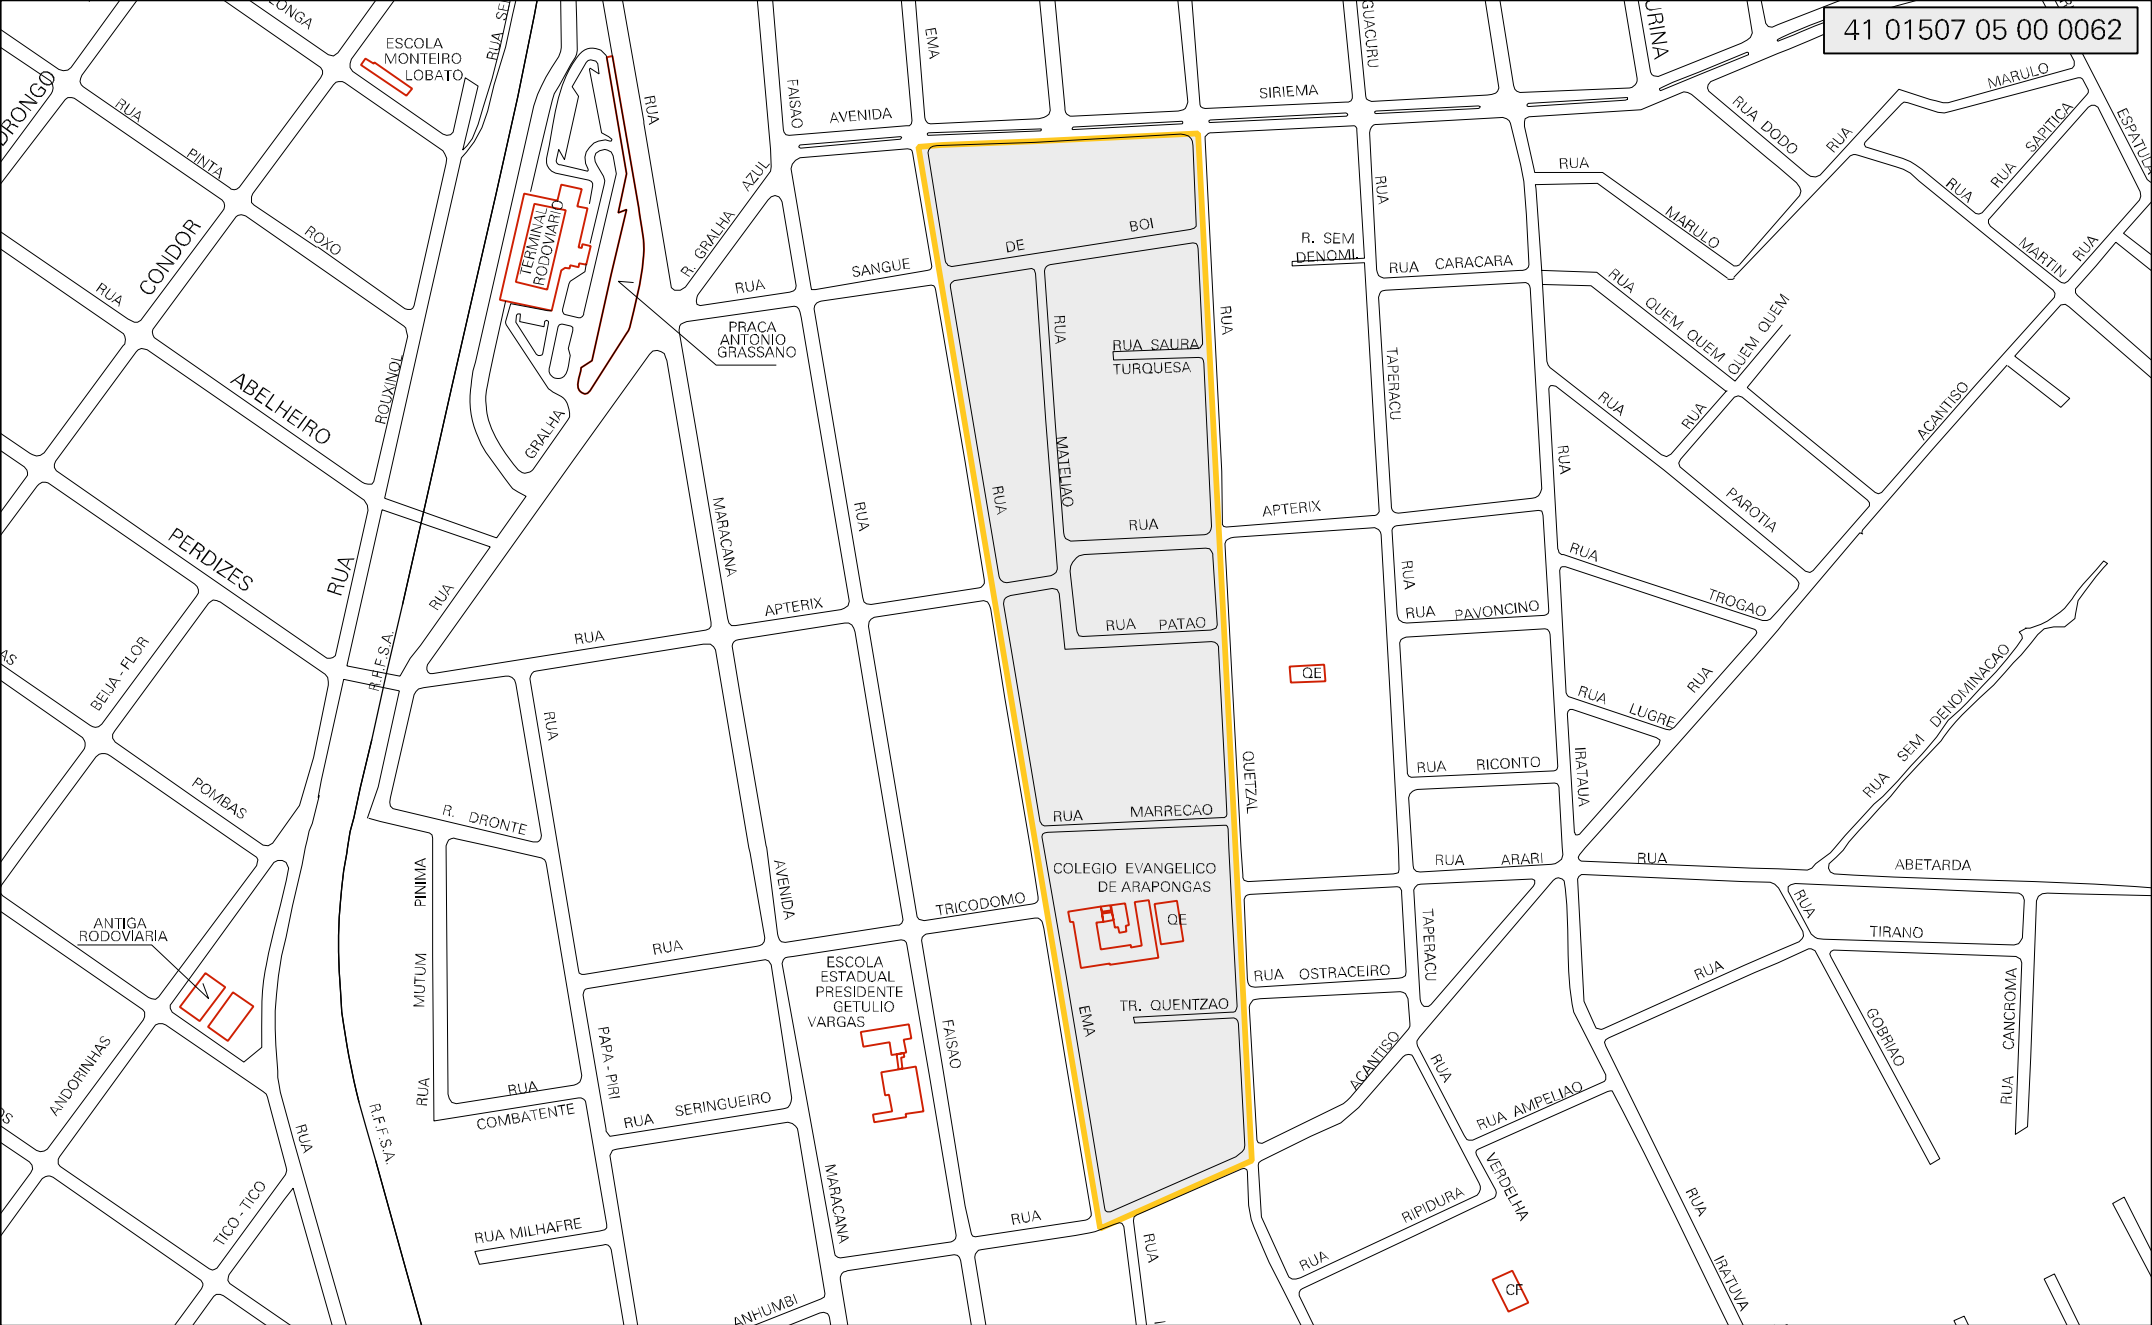 41 01507 05 00 0062
ESCOLA
MONTEIRO
LOBATO
RUA
EMA
FAISAO
AVENIDA
SIRIEMA
GUACURU
URINA
MARULO
RUA DODO
RUA
RUA SAPITICA
RUA
PINTA
ROXO
CONDOR
RUA
RUA
R. GRALHA
AZUL
TERMINAL
RODOVIARIO
PRACA
ANTONIO
GRASSANO
RUA
SANGUE
DE
BOI
RUA
R. SEM
DENOMI.
RUA CARACARA
RUA
MARULO
RUA
MARTIN
RUA
RUA
QUEM QUEM
RUA
QUEM QUEM
RUA
MATELIAO
RUA SAURA
TURQUESA
RUA
TAPERACU
RUA
ABELHEIRO
ROUXINOL
GRALHA
RUA
ACANTISO
RUA
PAROTIA
PERDIZES
RUA
RUA
MARACANA
RUA
RUA
RUA
APTERIX
RUA
APTERIX
RUA
TROGAO
RUA PATAO
RUA
RUA PAVONCINO
BEIJA - FLOR
R.F.F.S.A.
RUA
RUA
QE
RUA
LUGRE
RUA
RUA SEM DENOMINACAO
POMBAS
R. DRONTE
RUA
MARRECAO
QUETZAL
RUA RICONTO
IRATAUA
RUA ARARI
RUA
ABETARDA
RUA MUTUM PINIMA
AVENIDA
TRICODOMO
RUA
COLEGIO EVANGELICO
DE ARAPONGAS
QE
TAPERACU
RUA
TIRANO
ANTIGA
RODOVIARIA
ESCOLA
ESTADUAL
PRESIDENTE
GETULIO
VARGAS
RUA OSTRACEIRO
RUA
TR. QUENTZAO
EMA
FAISAO
GOBRIAO
RUA CANCROMA
ANDORINHAS
RUA
R.F.F.S.A.
RUA
COMBATENTE
PAPA - PIRI
RUA SERINGUEIRO
ACANTISO
RUA
RUA AMPELIAO
VERDELHA
RIPIDURA
RUA
TICO - TICO
RUA MILHAFRE
MARACANA
RUA
RUA
RUA
IRATUVA
CF
ANHUMBI